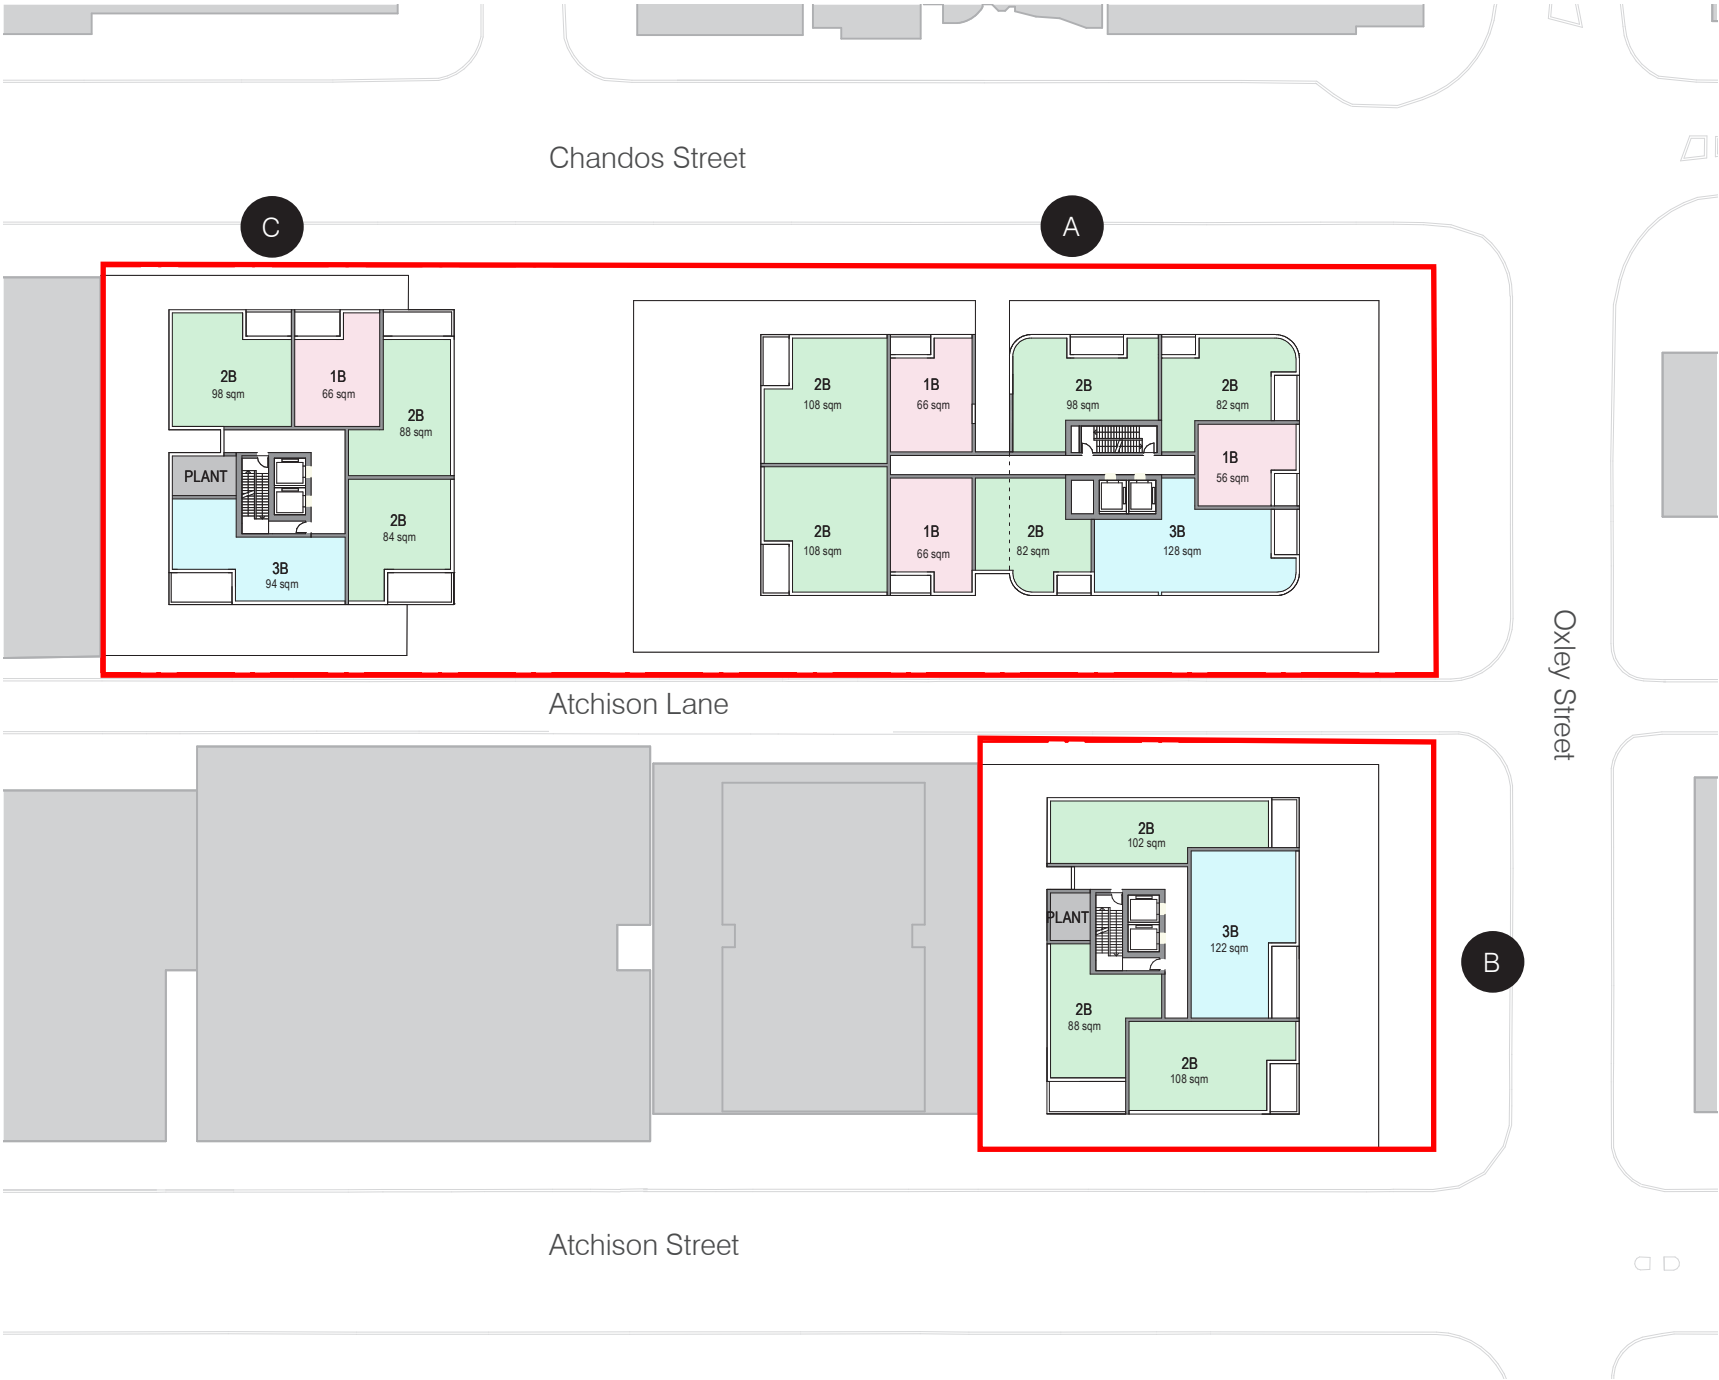 Chandos Street
C
A
2B
98 sqm
1B
66 sqm
2B
88 sqm
PLANT
2B
84 sqm
3B
94 sqm
2B
108 sqm
1B
66 sqm
2B
98 sqm
2B
82 sqm
1B
56 sqm
2B
108 sqm
1B
66 sqm
2B
82 sqm
3B
128 sqm
Atchison Lane
Oxley Street
2B
102 sqm
PLANT
3B
122 sqm
B
2B
88 sqm
2B
108 sqm
Atchison Street